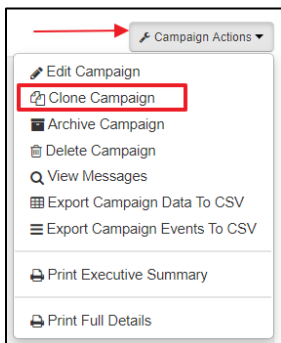 Campaign Actions
Edit Campaign
Clone Campaign
Archive Campaign
Delete Campaign
View Messages
Export Campaign Data To CSV
Export Campaign Events To CSV
Print Executive Summary
Print Full Details